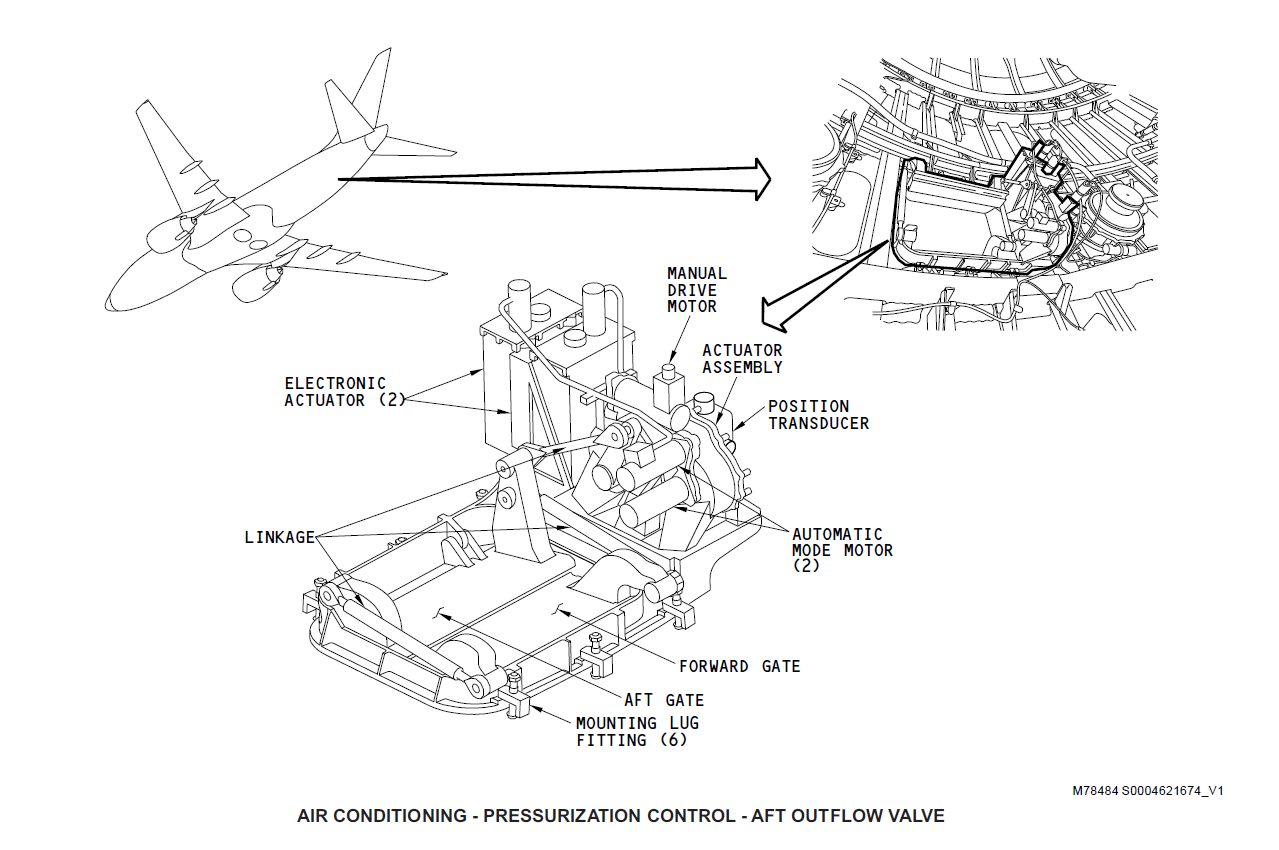 MANUAL
DRIVE
MOTOR
ACTUATOR
ASSEMBLY
ELECTRONIC
ACTUATOR (2)
POSITION
TRANSDUCER
LINKAGE
AUTOMATIC
MODE MOTOR
(2)
FORWARD GATE
AFT GATE
MOUNTING LUG
FITTING (6)
M78484 S0004621674_V1
AIR CONDITIONING - PRESSURIZATION CONTROL - AFT OUTFLOW VALVE